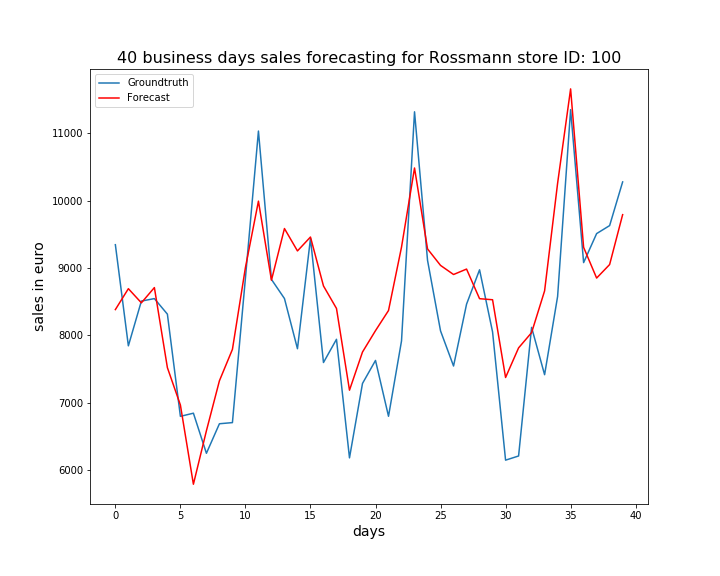 40 business days sales forecasting for Rossmann store ID: 100
Groundtruth
Forecast
11000
10000
9000
8000
7000
6000
sales in euro
0 5 10 15 20 25 30 35 40
days